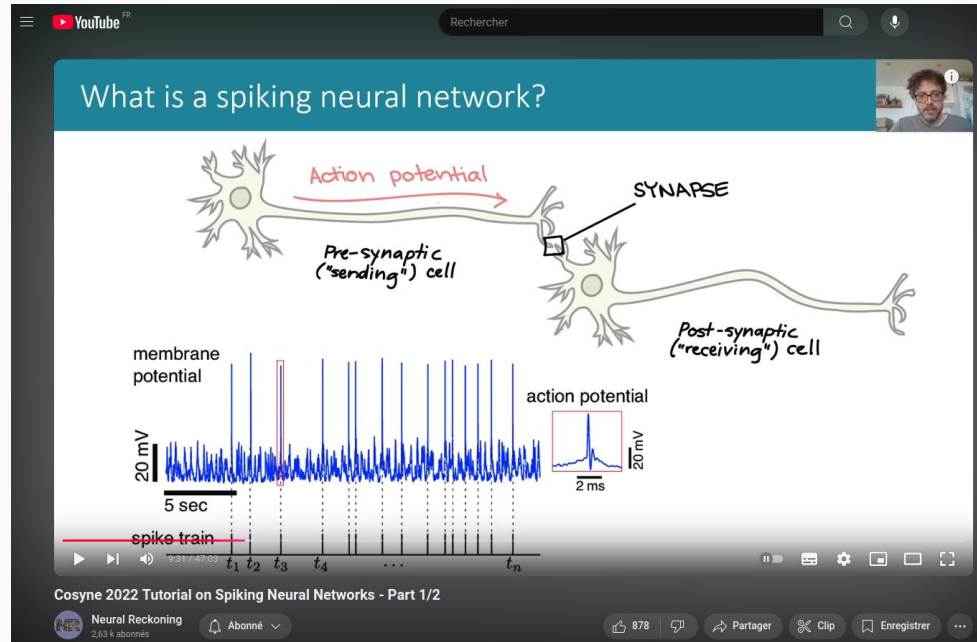 YouTube FR
Rechercher
What is a spiking neural network?
i
Action potential
SYNAPSE
Pre-synaptic
("sending") cell
Post-synaptic
("receiving") cell
membrane
potential
20 mV
5 sec
action potential
20 mV
2 ms
spike train
t1 t2 t3 t4 ... tn
9:31 / 47:03
Cosyne 2022 Tutorial on Spiking Neural Networks - Part 1/2
Neural Reckoning
2,63 k abonnés
Abonné
878
Partager
Clip
Enregistrer